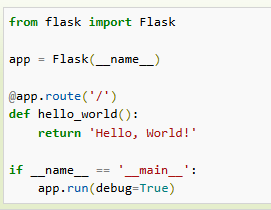 from flask import Flask

app = Flask(__name__)

@app.route('/')
def hello_world():
    return 'Hello, World!'

if __name__ == '__main__':
    app.run(debug=True)